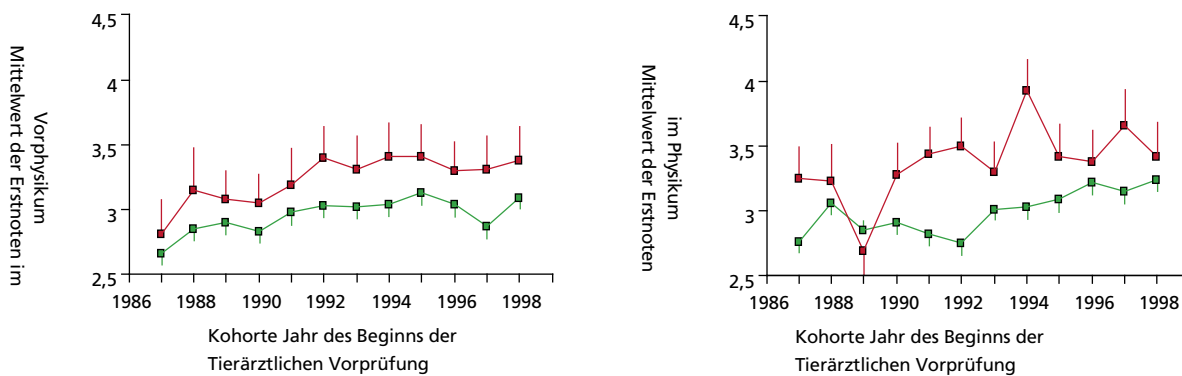 4,5
4
3,5
3
2,5
1986 1988 1990 1992 1994 1996 1998
Mittelwert der Erstnoten im
Vorphysikum
Kohorte Jahr des Beginns der
Tierärztlichen Vorprüfung
4,5
4
3,5
3
2,5
1986 1988 1990 1992 1994 1996 1998
Mittelwert der Erstnoten
im Physikum
Kohorte Jahr des Beginns der
Tierärztlichen Vorprüfung